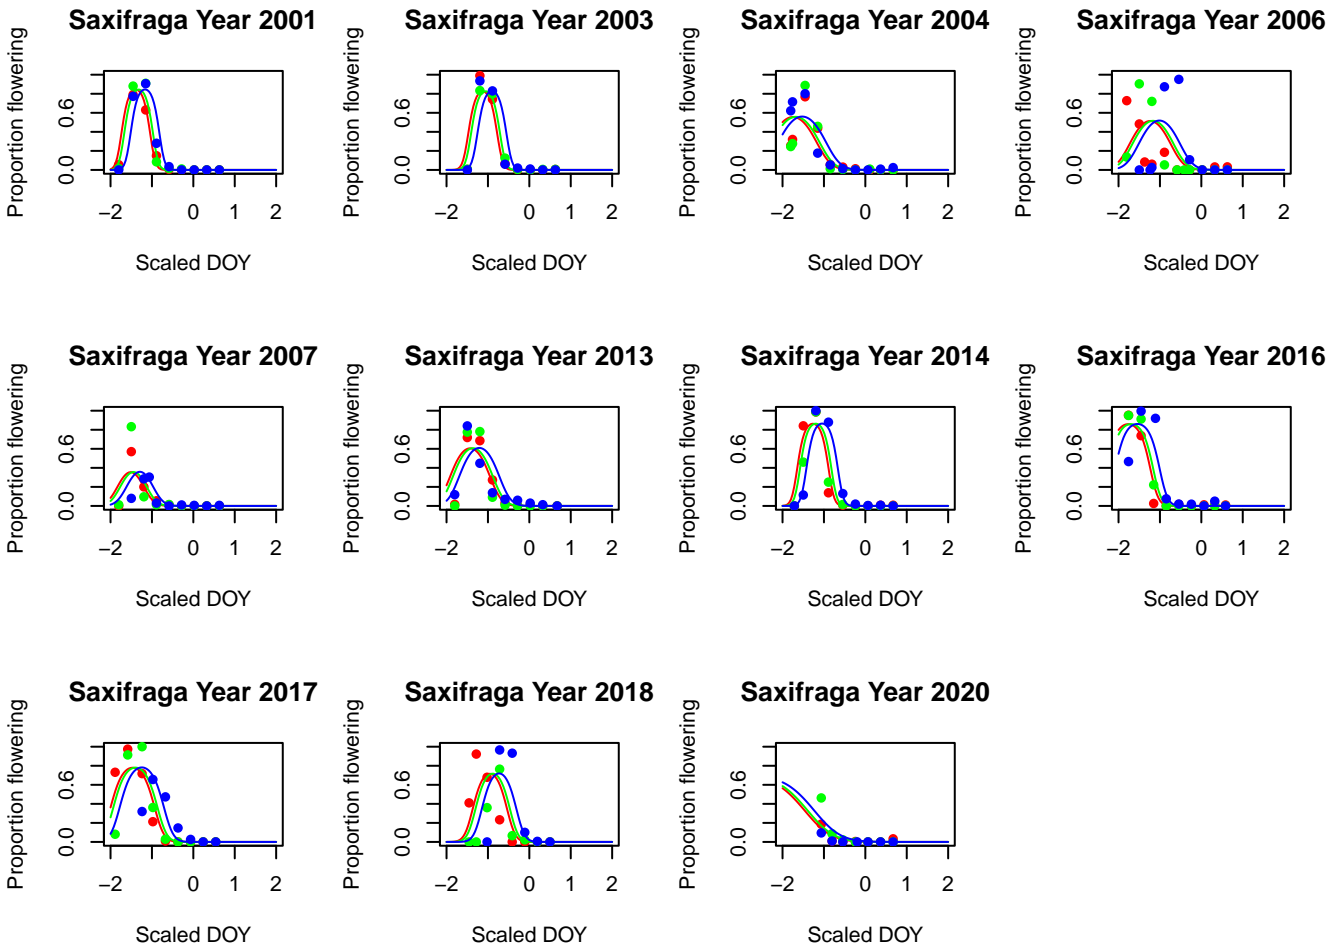 Saxifraga Year 2001
Proportion flowering
0.0 0.6
−2 0 1 2
Scaled DOY
Saxifraga Year 2003
Proportion flowering
0.0 0.6
−2 0 1 2
Scaled DOY
Saxifraga Year 2004
Proportion flowering
0.0 0.6
−2 0 1 2
Scaled DOY
Saxifraga Year 2006
Proportion flowering
0.0 0.6
−2 0 1 2
Scaled DOY
Saxifraga Year 2007
Proportion flowering
0.0 0.6
−2 0 1 2
Scaled DOY
Saxifraga Year 2013
Proportion flowering
0.0 0.6
−2 0 1 2
Scaled DOY
Saxifraga Year 2014
Proportion flowering
0.0 0.6
−2 0 1 2
Scaled DOY
Saxifraga Year 2016
Proportion flowering
0.0 0.6
−2 0 1 2
Scaled DOY
Saxifraga Year 2017
Proportion flowering
0.0 0.6
−2 0 1 2
Scaled DOY
Saxifraga Year 2018
Proportion flowering
0.0 0.6
−2 0 1 2
Scaled DOY
Saxifraga Year 2020
Proportion flowering
0.0 0.6
−2 0 1 2
Scaled DOY